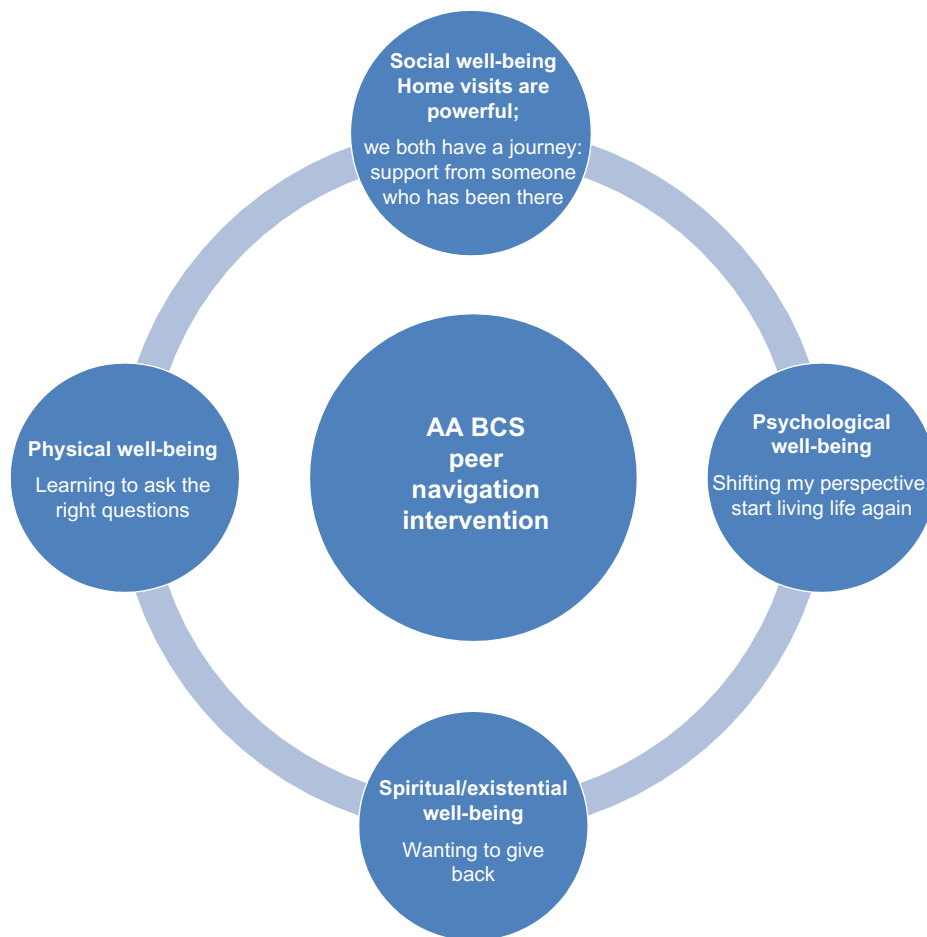 Social well-being
Home visits are
powerful;
we both have a journey:
support from someone
who has been there
Physical well-being
Learning to ask the
right questions
AA BCS
peer
navigation
intervention
Psychological
well-being
Shifting my perspective:
start living life again
Spiritual/existential
well-being
Wanting to give
back